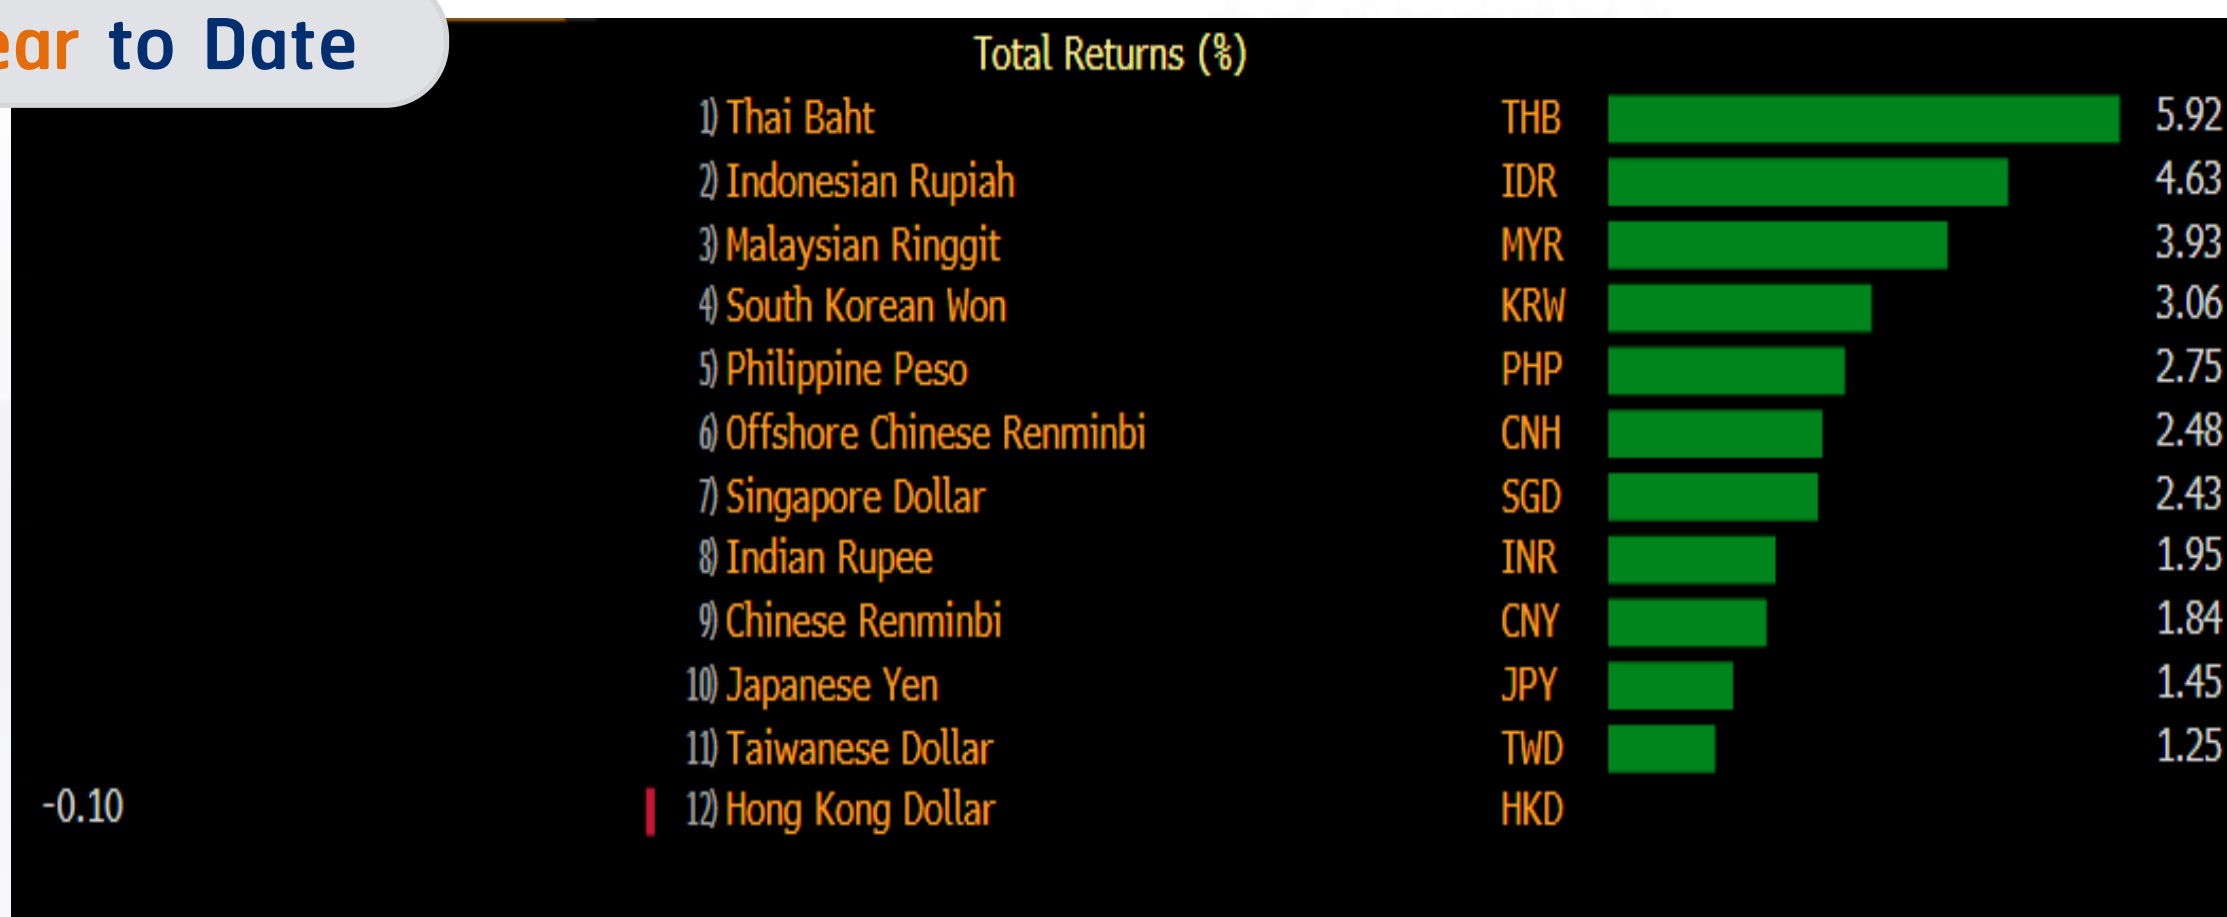 ear to Date
Total Returns (%)
1) Thai Baht THB 5.92
2) Indonesian Rupiah IDR 4.63
3) Malaysian Ringgit MYR 3.93
4) South Korean Won KRW 3.06
5) Philippine Peso PHP 2.75
6) Offshore Chinese Renminbi CNH 2.48
7) Singapore Dollar SGD 2.43
8) Indian Rupee INR 1.95
9) Chinese Renminbi CNY 1.84
10) Japanese Yen JPY 1.45
11) Taiwanese Dollar TWD 1.25
-0.10 12) Hong Kong Dollar HKD